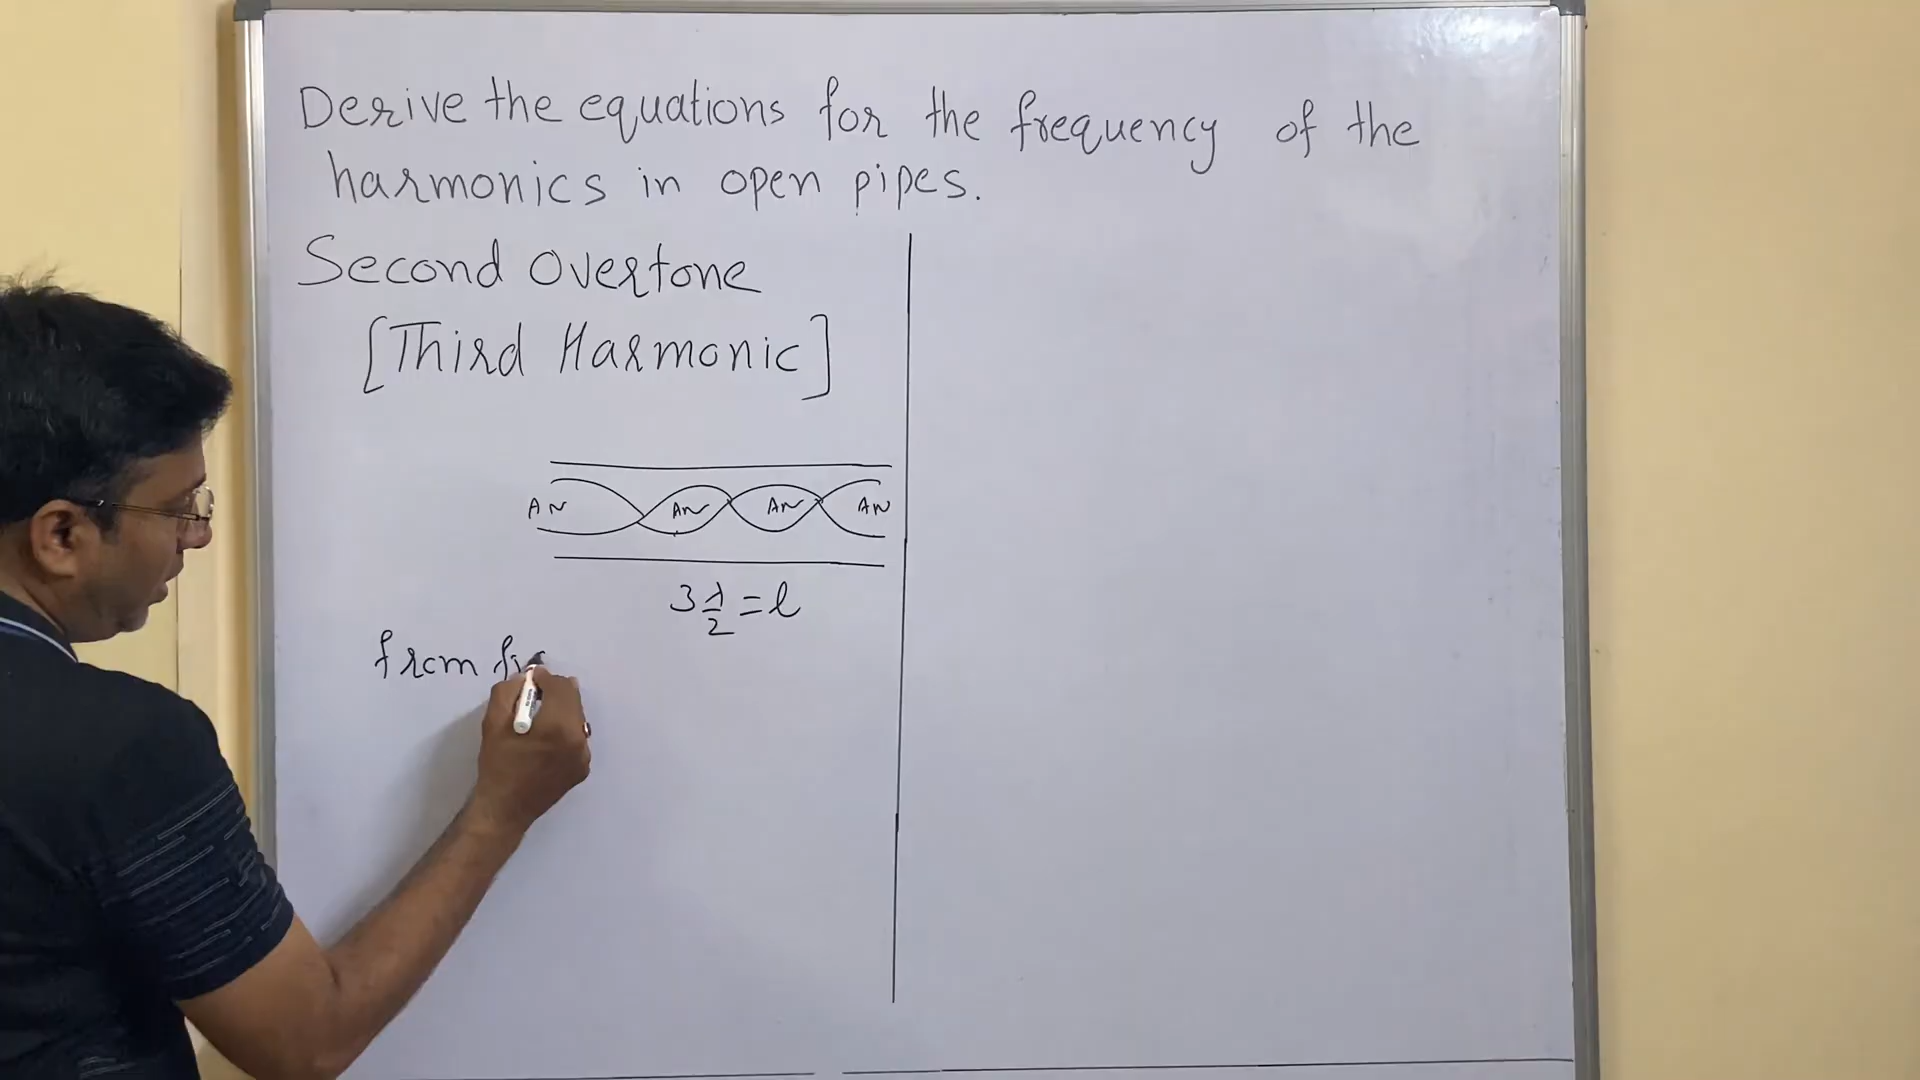 Derive the equations for the frequency of the
harmonics in open pipes.
Second Overtone
[Third Harmonic]
AN AN AN AN
3 λ/2 = l
from